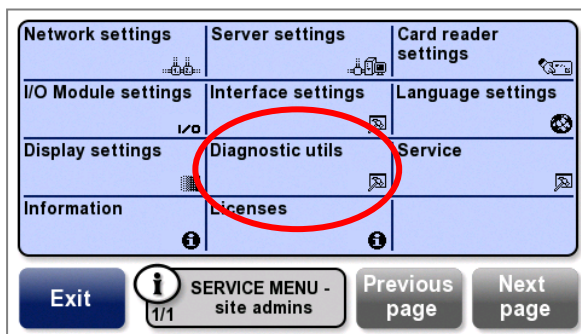 Network settings
Server settings
Card reader
settings
I/O Module settings
I/O
Interface settings
Language settings
Display settings
Diagnostic utils
Service
Information
i
Licenses
i
Exit
i
1/1
SERVICE MENU -
site admins
Previous
page
Next
page